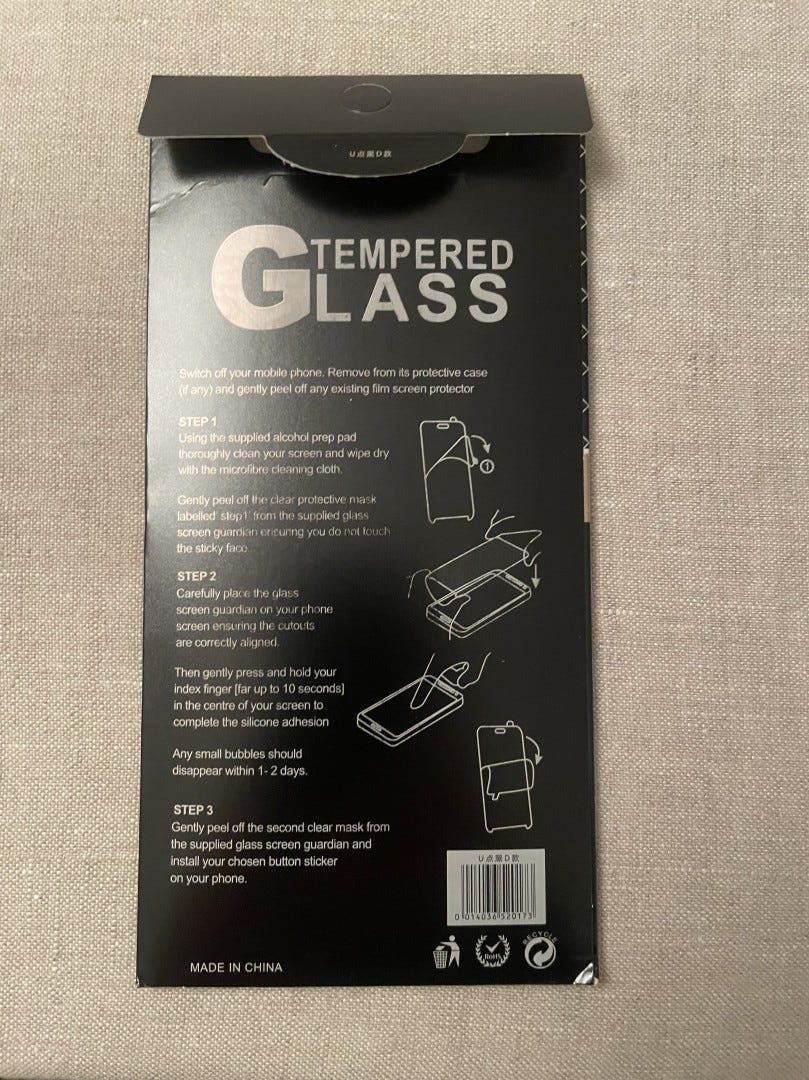 U点黑D款
TEMPERED
GLASS
Switch off your mobile phone. Remove from its protective case
(if any) and gently peel off any existing film screen protector
STEP 1
Using the supplied alcohol prep pad
thoroughly clean your screen and wipe dry
with the microfibre cleaning cloth.
①
Gently peel off the clear protective mask
labelled 'step1' from the supplied glass
screen guardian ensuring you do not touch
the sticky face.
STEP 2
Carefully place the glass
screen guardian on your phone
screen ensuring the cutouts
are correctly aligned.
Then gently press and hold your
index finger [far up to 10 seconds]
in the centre of your screen to
complete the silicone adhesion
Any small bubbles should
disappear within 1- 2 days.
STEP 3
Gently peel off the second clear mask from
the supplied glass screen guardian and
install your chosen button sticker
on your phone.
U点黑D款
0 014036 520173
RoHS
RECYCLE
MADE IN CHINA